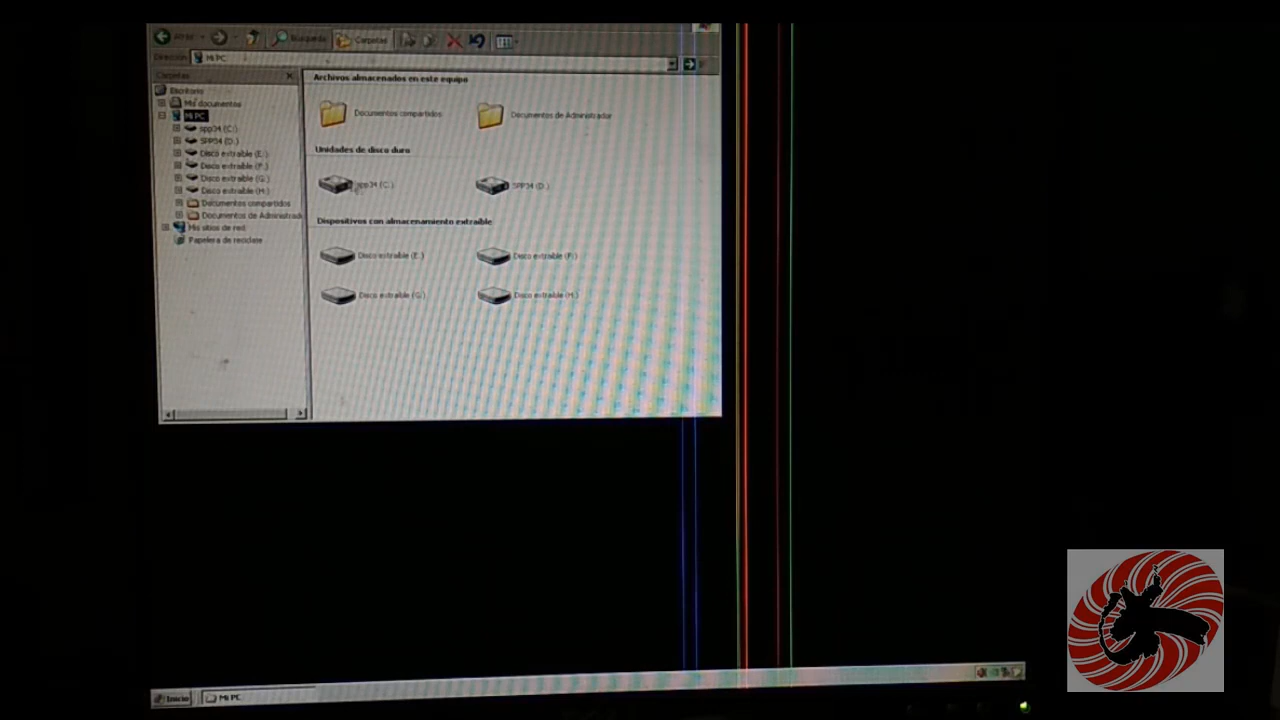 Atrás
Búsqueda
Carpetas
Dirección
Mi PC
Carpetas
Escritorio
Mis documentos
Mi PC
spp34 (C:)
SPP34 (D:)
Disco extraíble (E:)
Disco extraíble (F:)
Disco extraíble (G:)
Disco extraíble (H:)
Documentos compartidos
Documentos de Administrado
Mis sitios de red
Papelera de reciclaje
Archivos almacenados en este equipo
Documentos compartidos
Documentos de Administrador
Unidades de disco duro
spp34 (C:)
SPP34 (D:)
Dispositivos con almacenamiento extraíble
Disco extraíble (E:)
Disco extraíble (F:)
Disco extraíble (G:)
Disco extraíble (H:)
Inicio
Mi PC